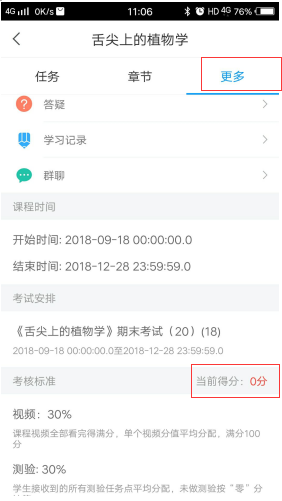 4G 0K/s 11:06 HD 4G 76%
舌尖上的植物学
任务 章节 更多
答疑
学习记录
群聊
课程时间
开始时间: 2018-09-18 00:00:00.0
结束时间: 2018-12-28 23:59:59.0
考试安排
《舌尖上的植物学》期末考试（20）(18)
2018-09-18 00:00:00.0至2018-12-28 23:59:59.0
考核标准 当前得分：0分
视频：30%
课程视频全部看完得满分，单个视频分值平均分配，满分100
分
测验: 30%
学生接收到的所有测验任务点平均分配，未做测验按“零”分